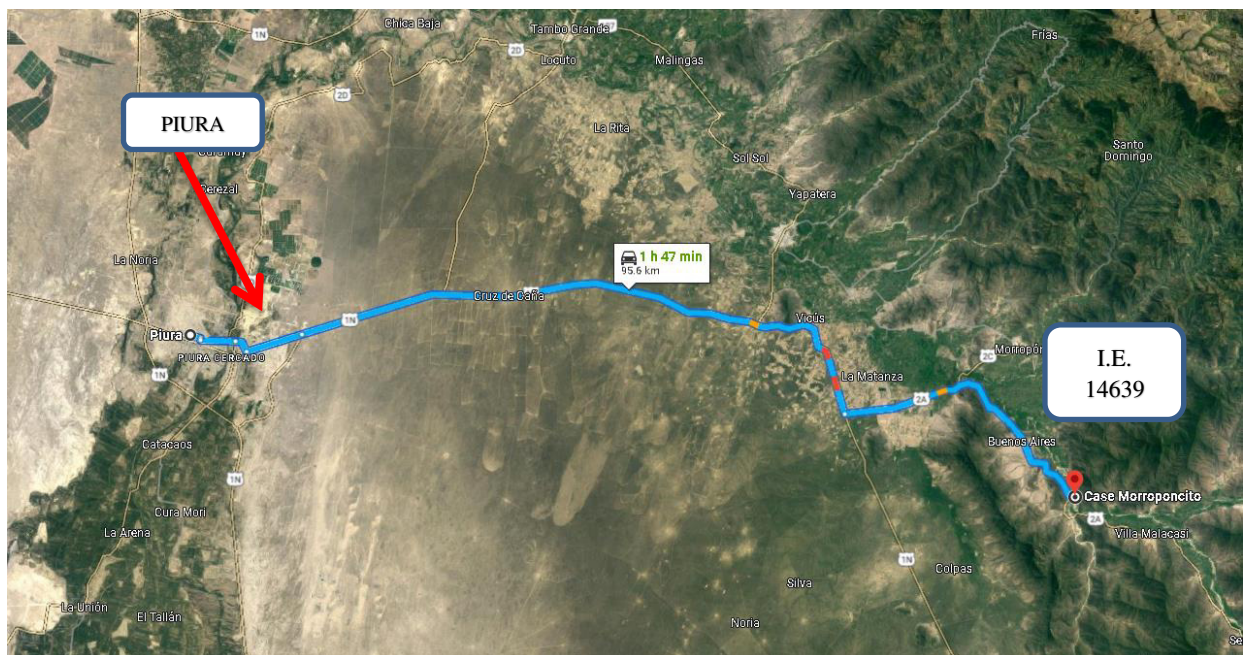 Chica Baja
1N
Tambo Grande
Frias
2D
Locuto
Malingas
2D
PIURA
La Rita
Santo
Domingo
Sol Sol
Yapatera
La Noria
1 h 47 min
95.6 km
Cruz de Caña
1N
Vicús
Piura
PIURA CERCADO
1N
Morropón
2C
I.E.
14639
La Matanza
2A
Catacaos
Buenos Aires
1N
Case Morroponcito
Cura Mori
2A
La Arena
Villa Malacasi
1N
Colpas
Silva
La Unión
El Tallán
Noria
Se